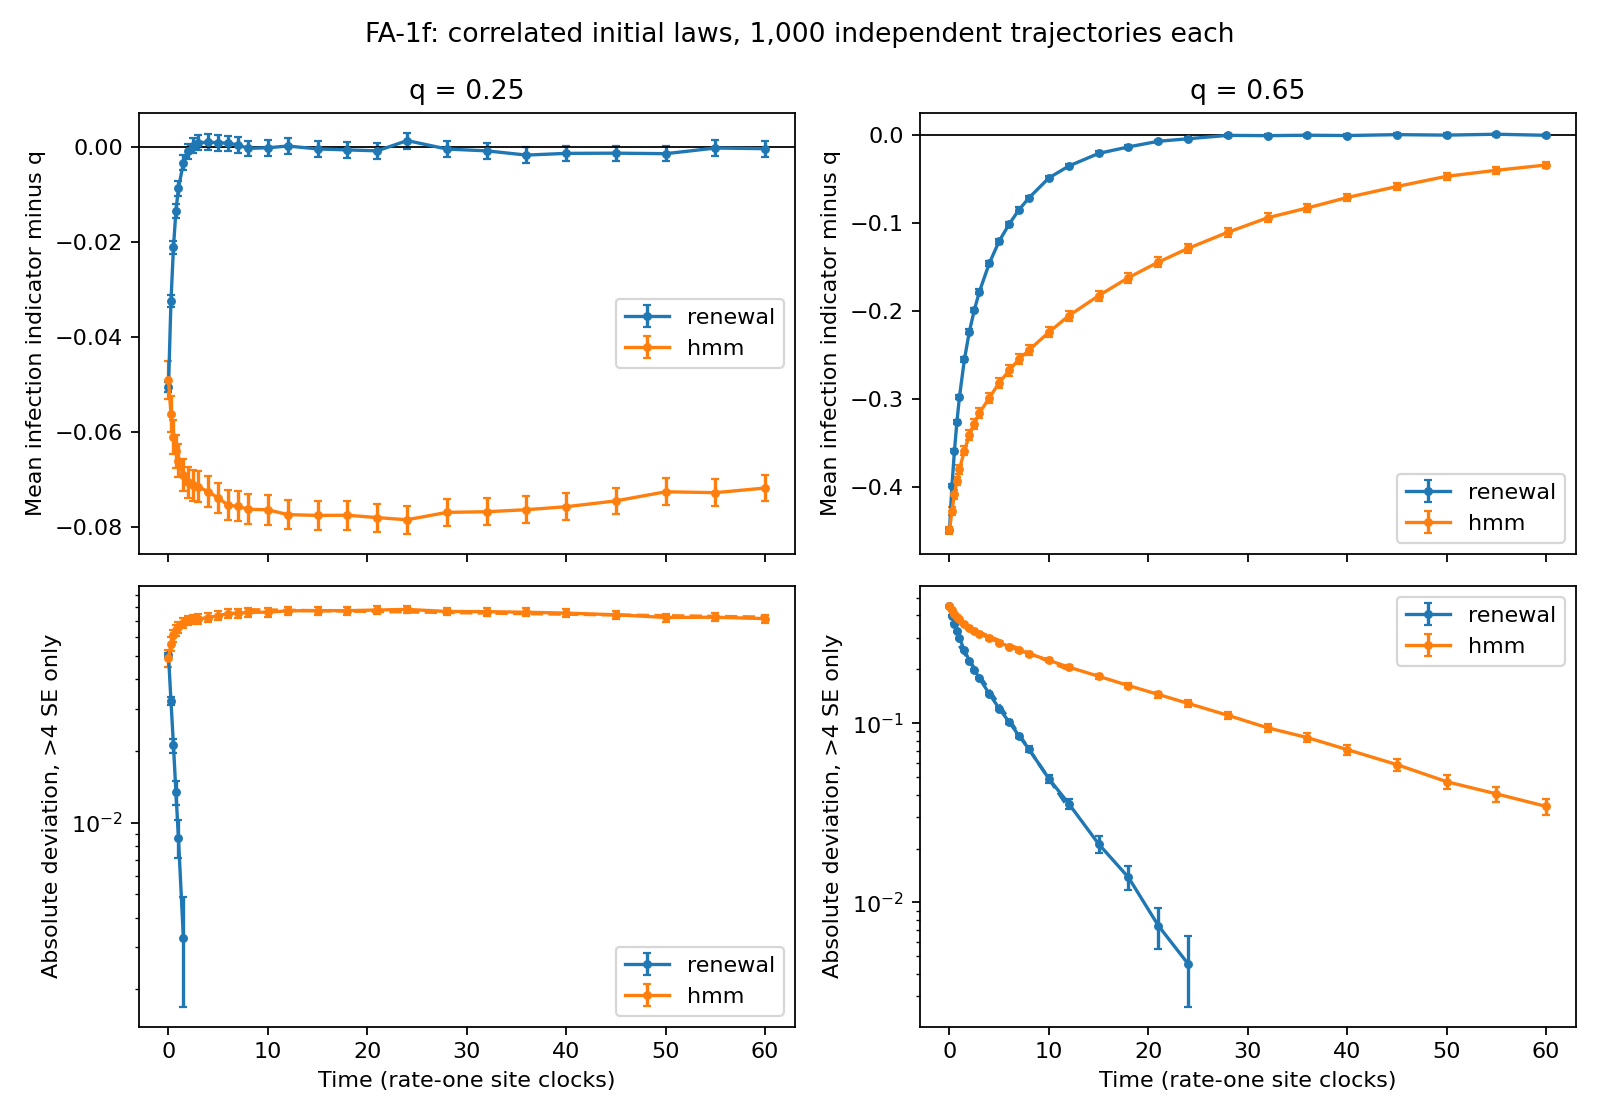 FA-1f: correlated initial laws, 1,000 independent trajectories each
q = 0.25
Mean infection indicator minus q
0.00
−0.02
−0.04
−0.06
−0.08
renewal
hmm
q = 0.65
Mean infection indicator minus q
0.0
−0.1
−0.2
−0.3
−0.4
renewal
hmm
Absolute deviation, >4 SE only
10⁻²
renewal
hmm
0 10 20 30 40 50 60
Time (rate-one site clocks)
Absolute deviation, >4 SE only
10⁻¹
10⁻²
renewal
hmm
0 10 20 30 40 50 60
Time (rate-one site clocks)